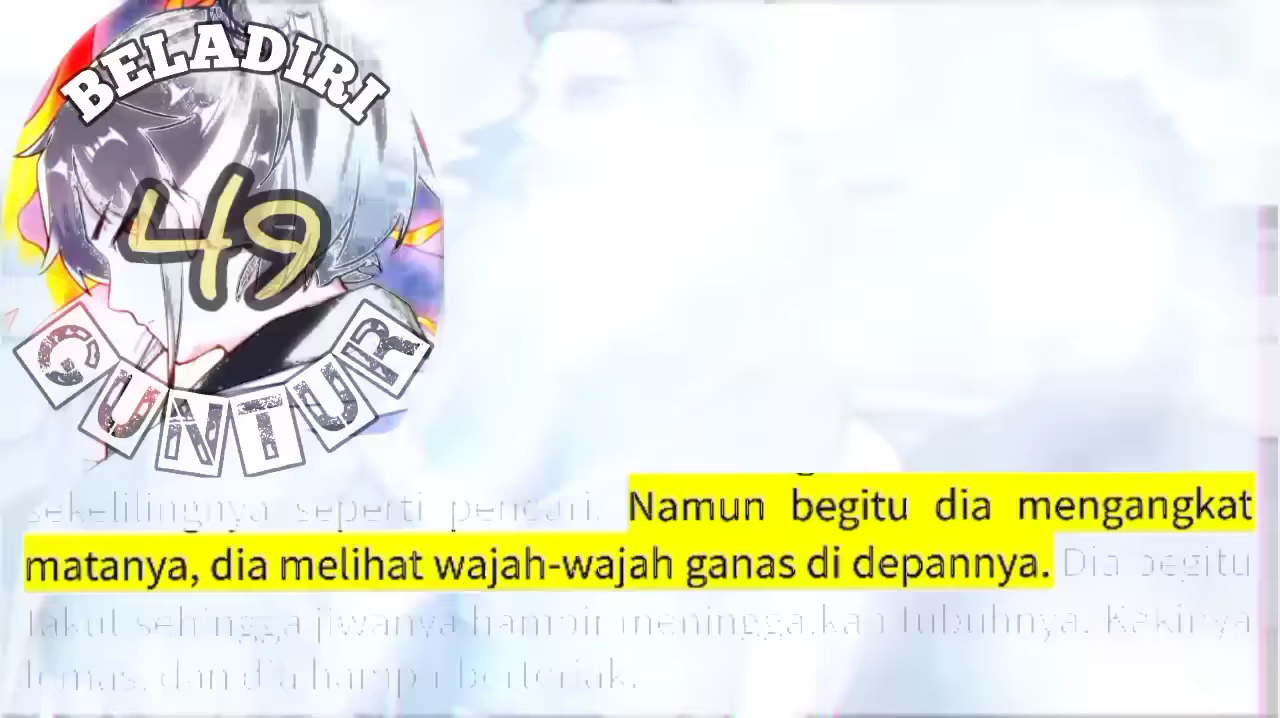 BELADIRI
49
GUNTUR
sekelilingnya seperti pencari. Namun begitu dia mengangkat
matanya, dia melihat wajah-wajah ganas di depannya. Dia begitu
takut sehingga jiwanya hampir meninggalkan tubuhnya. Kakinya
lemas, dan dia hampir berteriak.